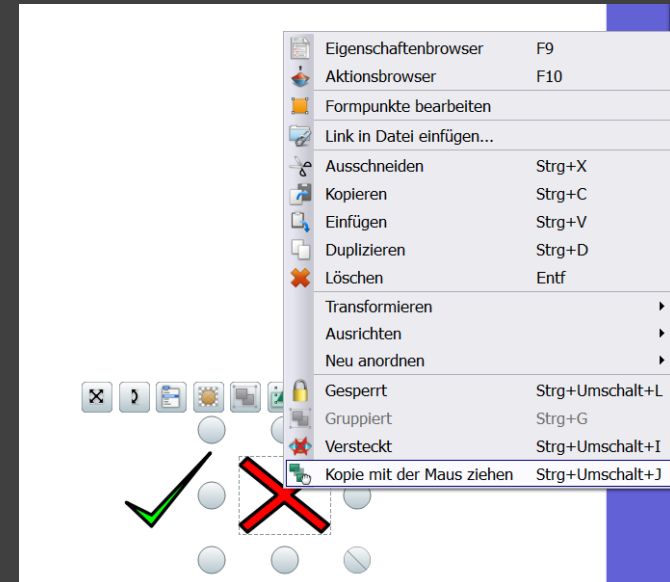 Eigenschaftenbrowser F9
Aktionsbrowser F10
Formpunkte bearbeiten
Link in Datei einfügen...
Ausschneiden Strg+X
Kopieren Strg+C
Einfügen Strg+V
Duplizieren Strg+D
Löschen Entf
Transformieren
Ausrichten
Neu anordnen
Gesperrt Strg+Umschalt+L
Gruppiert Strg+G
Versteckt Strg+Umschalt+I
Kopie mit der Maus ziehen Strg+Umschalt+J